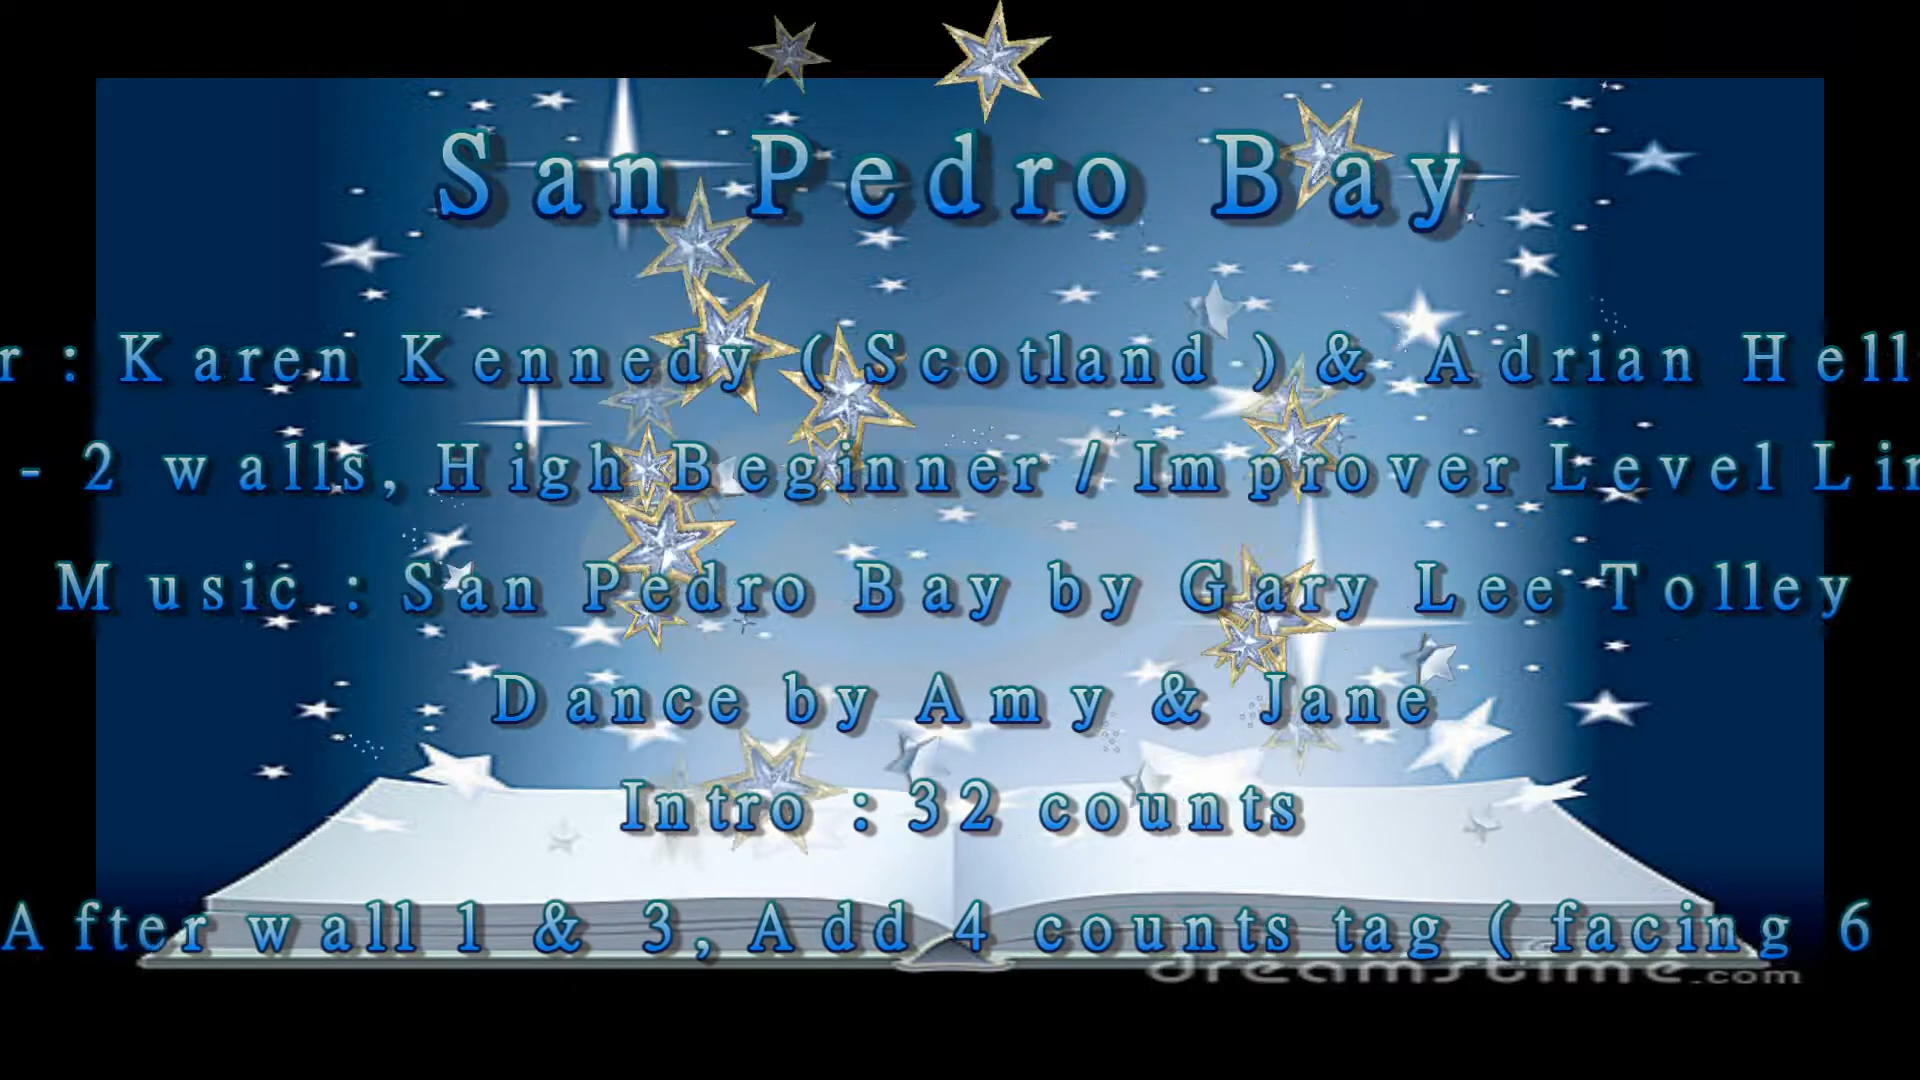 San Pedro Bay
r : Karen Kennedy ( Scotland ) & Adrian Hell
- 2 walls, High Beginner / Improver Level Lin
Music : San Pedro Bay by Gary Lee Tolley
Dance by Amy & Jane
Intro : 32 counts
After wall 1 & 3, Add 4 counts tag ( facing 6
dreamstime.com